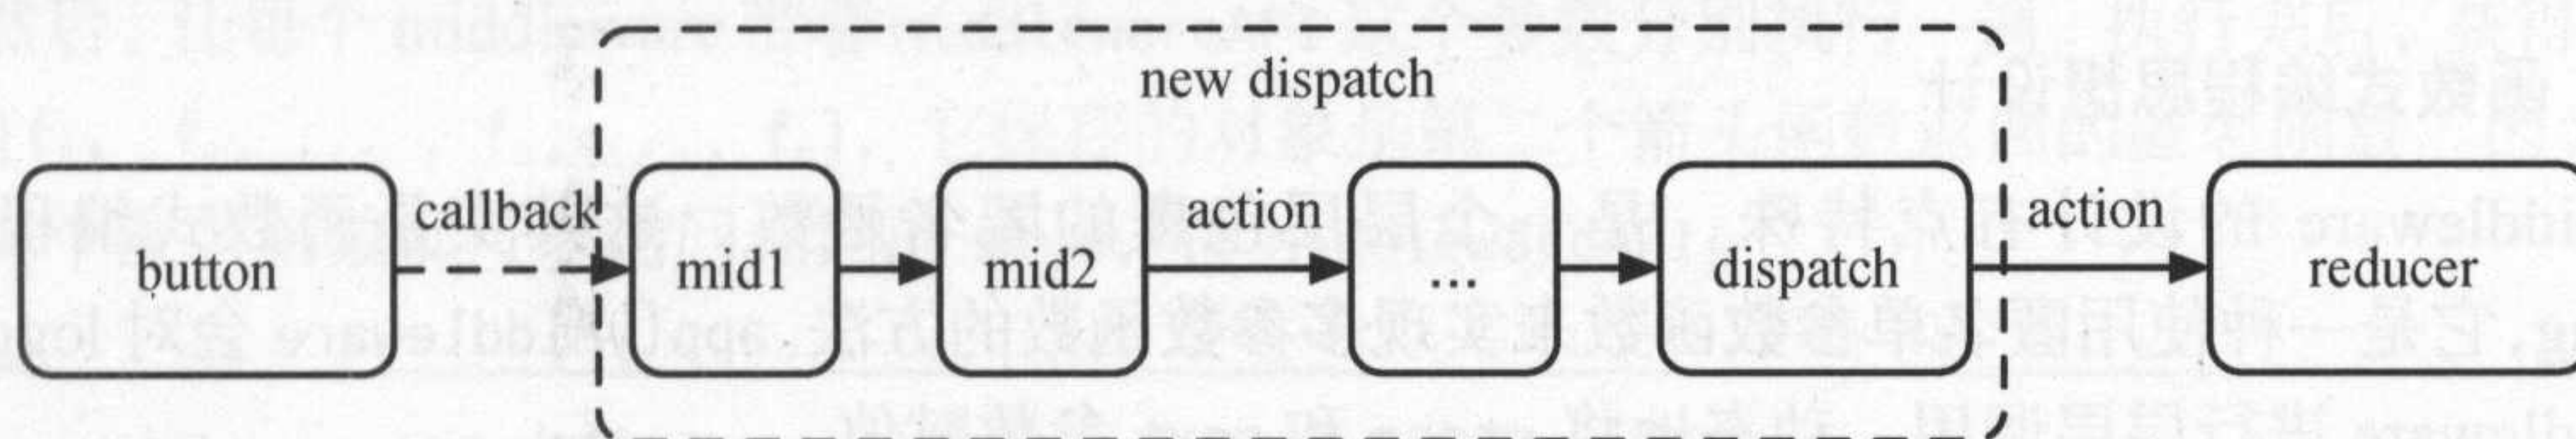 new dispatch
button
callback
mid1
mid2
action
...
dispatch
action
reducer